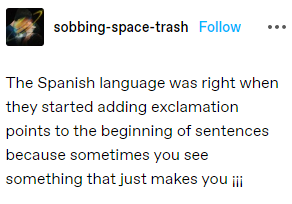 sobbing-space-trash Follow
The Spanish language was right when
they started adding exclamation
points to the beginning of sentences
because sometimes you see
something that just makes you ¡¡¡